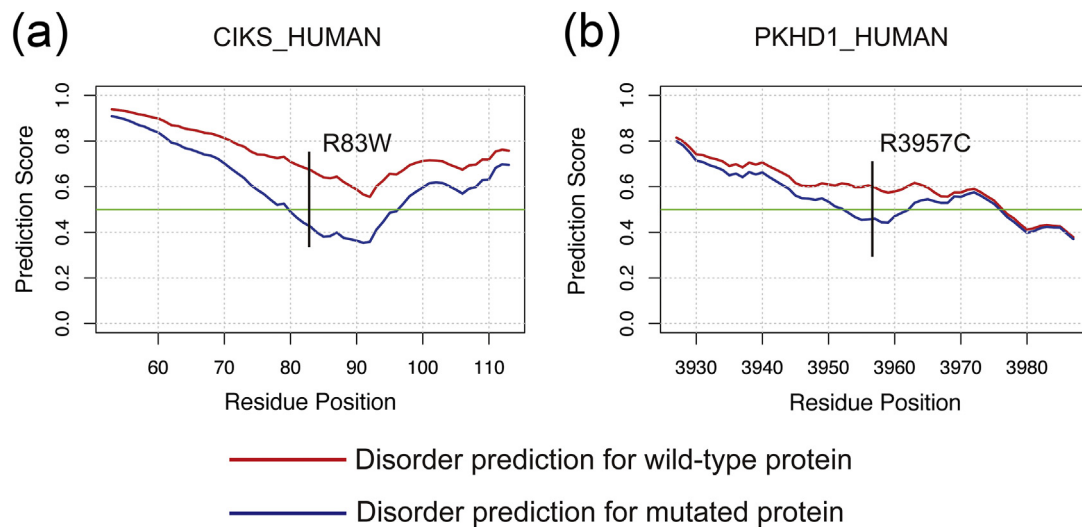 (a)
CIKS_HUMAN
Prediction Score
1.0
0.8
0.6
0.4
0.2
0.0
R83W
60 70 80 90 100 110
Residue Position
(b)
PKHD1_HUMAN
Prediction Score
1.0
0.8
0.6
0.4
0.2
0.0
R3957C
3930 3940 3950 3960 3970 3980
Residue Position
Disorder prediction for wild-type protein
Disorder prediction for mutated protein